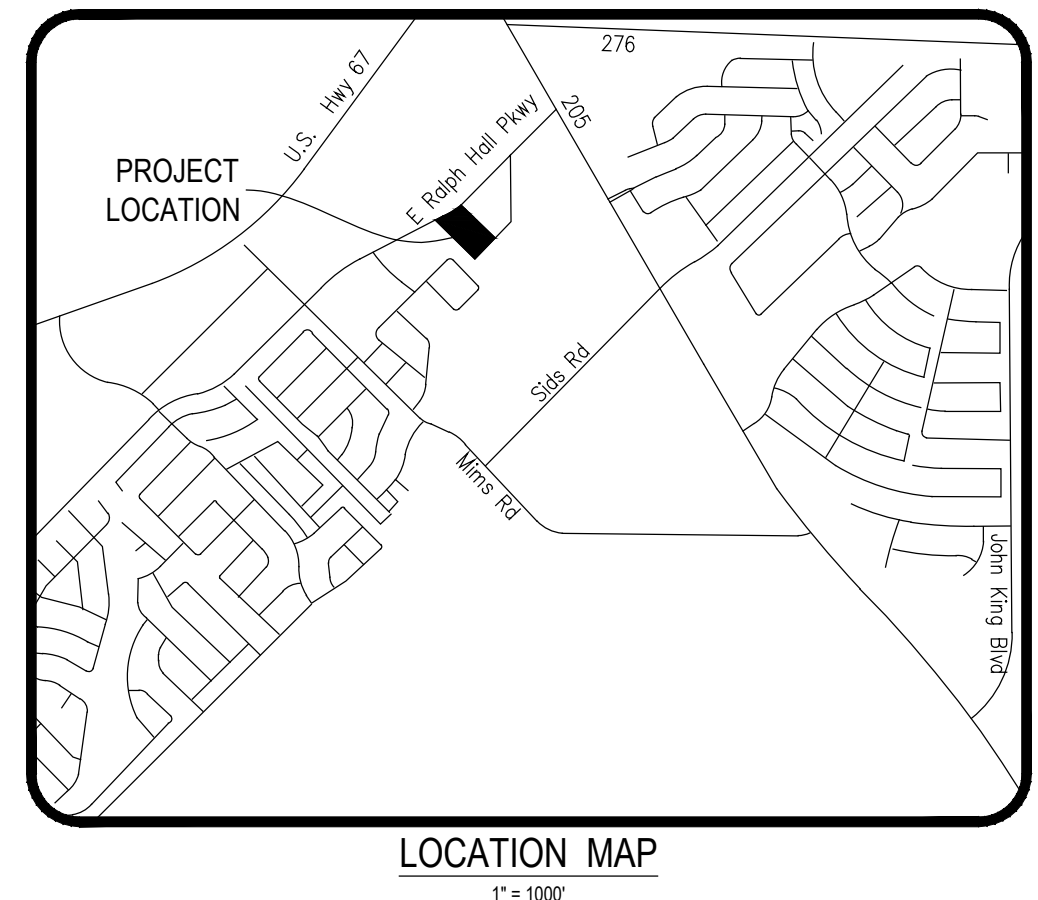 276
U.S. Hwy 67
205
E Ralph Hall Pkwy
PROJECT
LOCATION
Sids Rd
Mims Rd
John King Blvd
LOCATION MAP
1" = 1000'